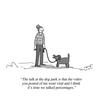 "The talk at the dog park is that the video
you posted of me went viral and I think
it's time we talked percentages."